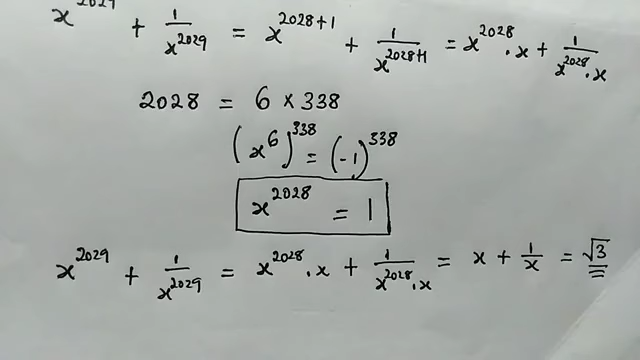 x^2029 + 1/x^2029 = x^2028+1 + 1/x^2028+1 = x^2028 . x + 1/x^2028 . x
2028 = 6 × 338
(x^6)^338 = (-1)^338
x^2028 = 1
x^2029 + 1/x^2029 = x^2028 . x + 1/x^2028 . x = x + 1/x = √3